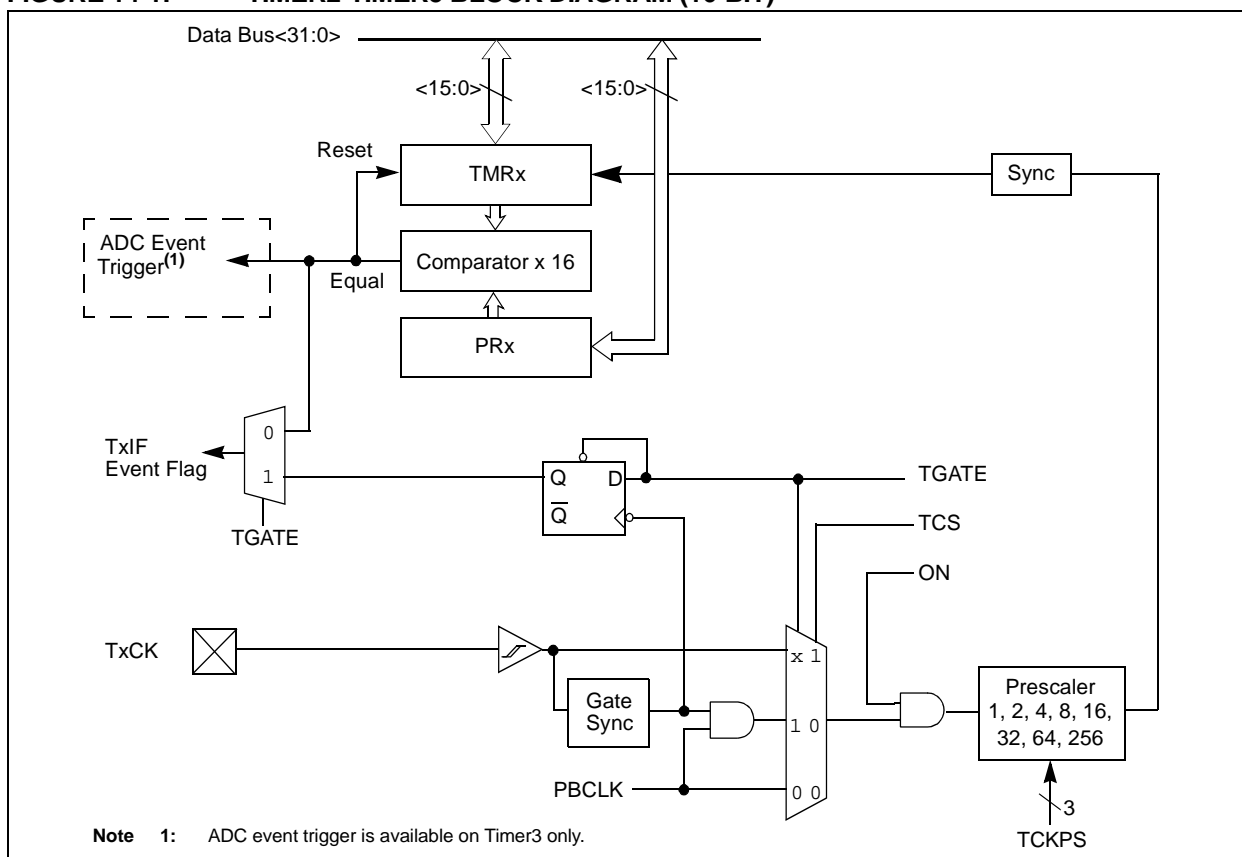 Data Bus<31:0>
<15:0>
<15:0>
Reset
TMRx
Sync
ADC Event
Trigger(1)
Equal
Comparator x 16
PRx
TxIF
Event Flag
0
1
TGATE
Q
D
Q
TGATE
TCS
ON
TxCK
x 1
Gate
Sync
1 0
Prescaler
1, 2, 4, 8, 16,
32, 64, 256
PBCLK
0 0
3
TCKPS
Note 1: ADC event trigger is available on Timer3 only.